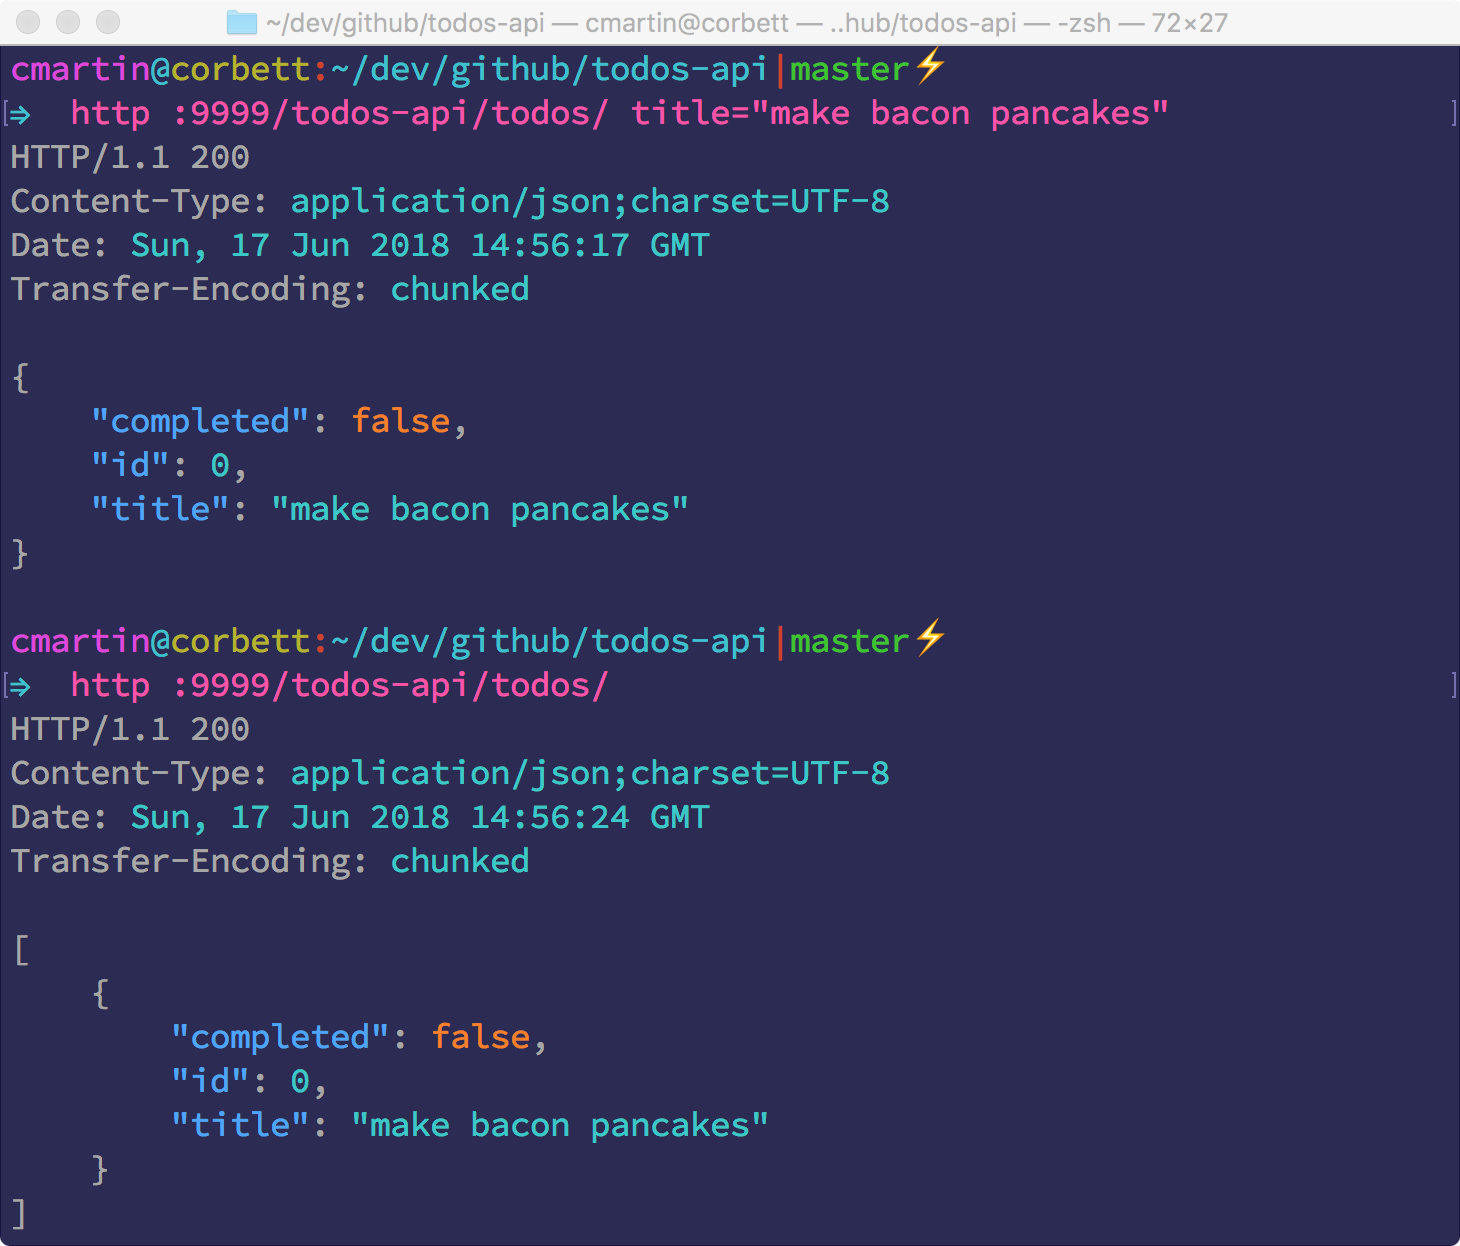 ~/dev/github/todos-api — cmartin@corbett — ..hub/todos-api — -zsh — 72×27
cmartin@corbett:~/dev/github/todos-api|master⚡
[⇒  http :9999/todos-api/todos/ title="make bacon pancakes" ]
HTTP/1.1 200
Content-Type: application/json;charset=UTF-8
Date: Sun, 17 Jun 2018 14:56:17 GMT
Transfer-Encoding: chunked

{
    "completed": false,
    "id": 0,
    "title": "make bacon pancakes"
}

cmartin@corbett:~/dev/github/todos-api|master⚡
[⇒  http :9999/todos-api/todos/ ]
HTTP/1.1 200
Content-Type: application/json;charset=UTF-8
Date: Sun, 17 Jun 2018 14:56:24 GMT
Transfer-Encoding: chunked

[
    {
        "completed": false,
        "id": 0,
        "title": "make bacon pancakes"
    }
]